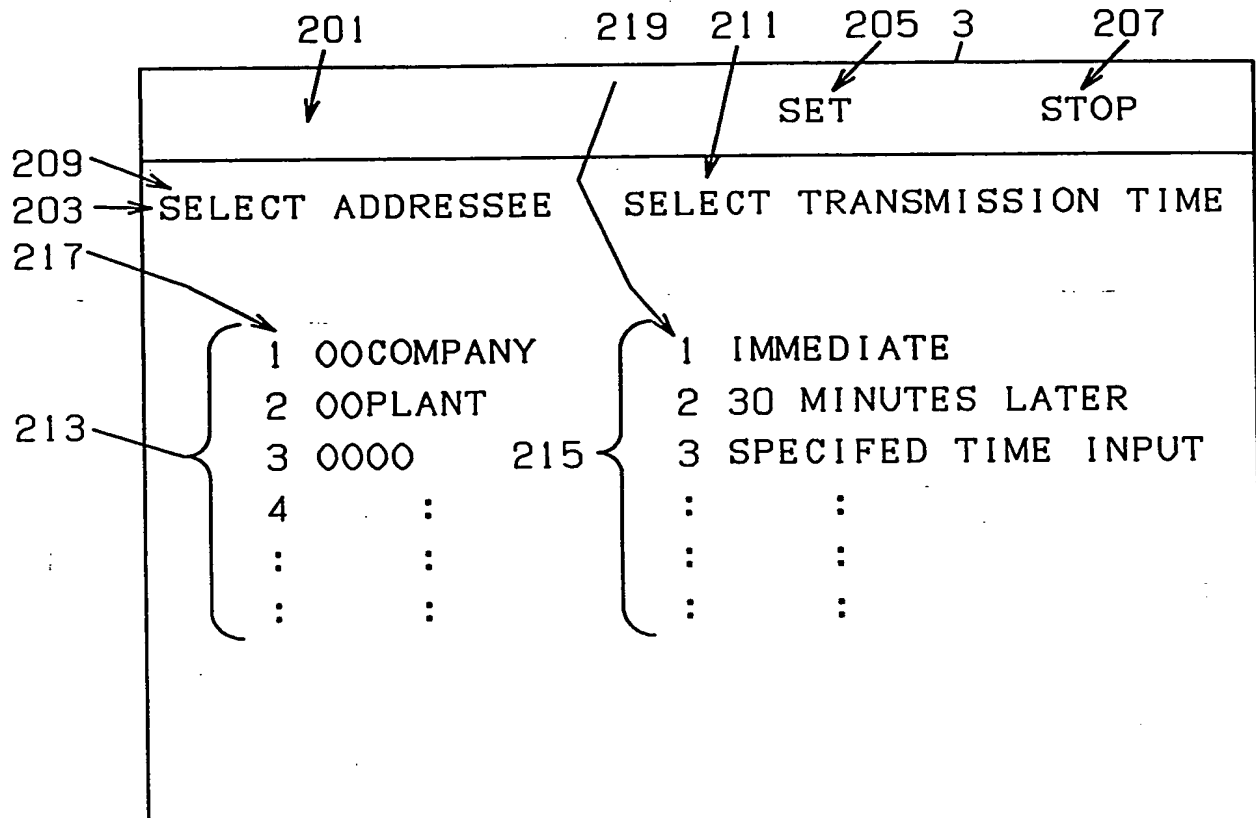 201 219 211 205 3 207
SET STOP
209
203 SELECT ADDRESSEE SELECT TRANSMISSION TIME
217
1 OOCOMPANY 1 IMMEDIATE
2 OOPLANT 2 30 MINUTES LATER
213 3 OOOO 215 3 SPECIFED TIME INPUT
4 : : :
: : : :
: : : :